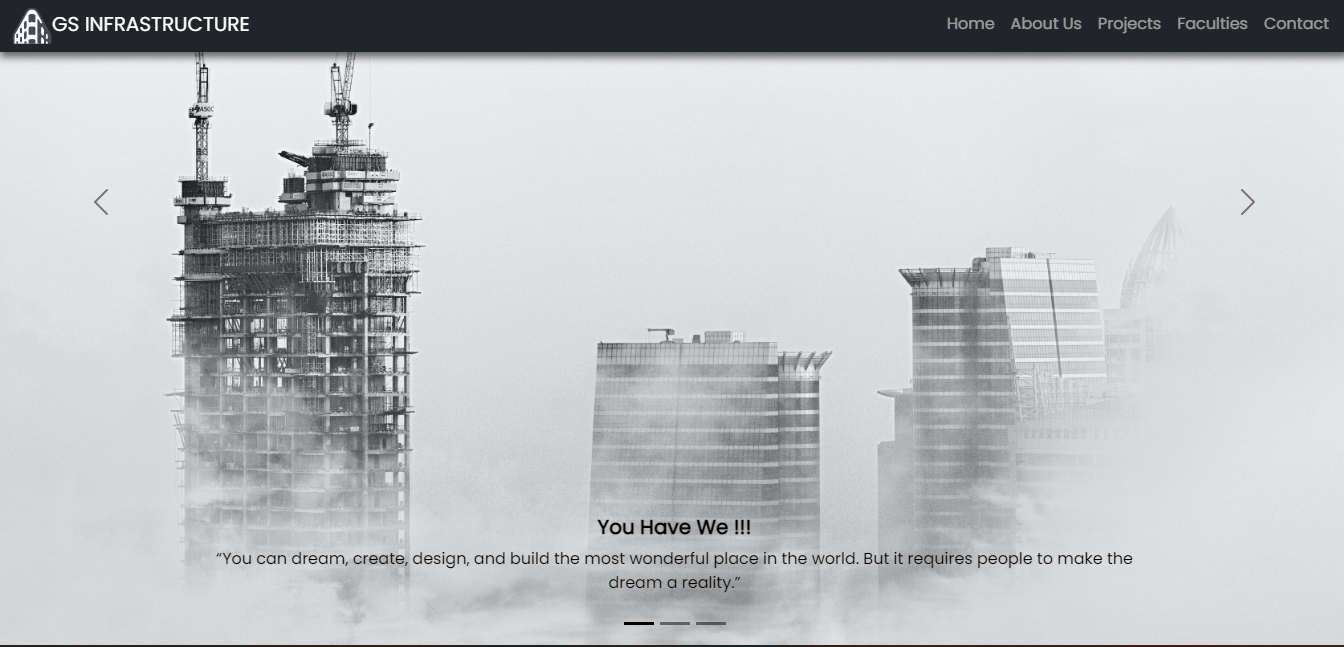 GS INFRASTRUCTURE
Home About Us Projects Faculties Contact
You Have We !!!
“You can dream, create, design, and build the most wonderful place in the world. But it requires people to make the
dream a reality.”